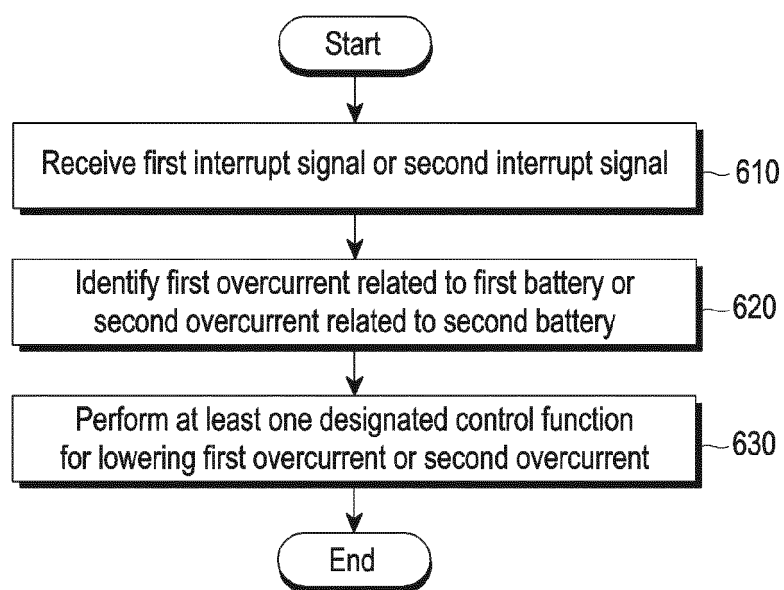 Start
Receive first interrupt signal or second interrupt signal
610
Identify first overcurrent related to first battery or
second overcurrent related to second battery
620
Perform at least one designated control function
for lowering first overcurrent or second overcurrent
630
End